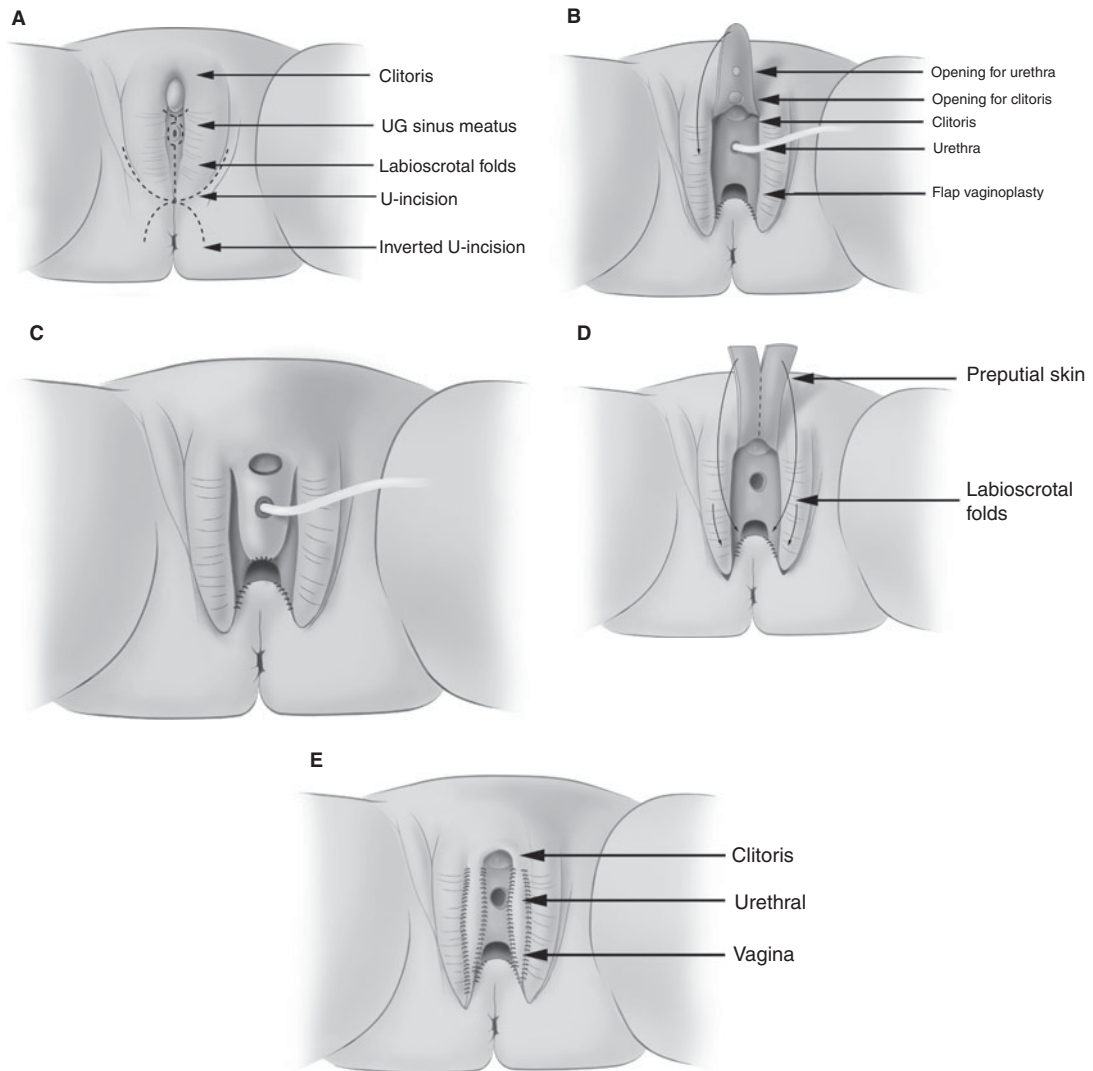 A
Clitoris
UG sinus meatus
Labioscrotal folds
U-incision
Inverted U-incision
B
Opening for urethra
Opening for clitoris
Clitoris
Urethra
Flap vaginoplasty
C
D
Preputial skin
Labioscrotal
folds
E
Clitoris
Urethral
Vagina